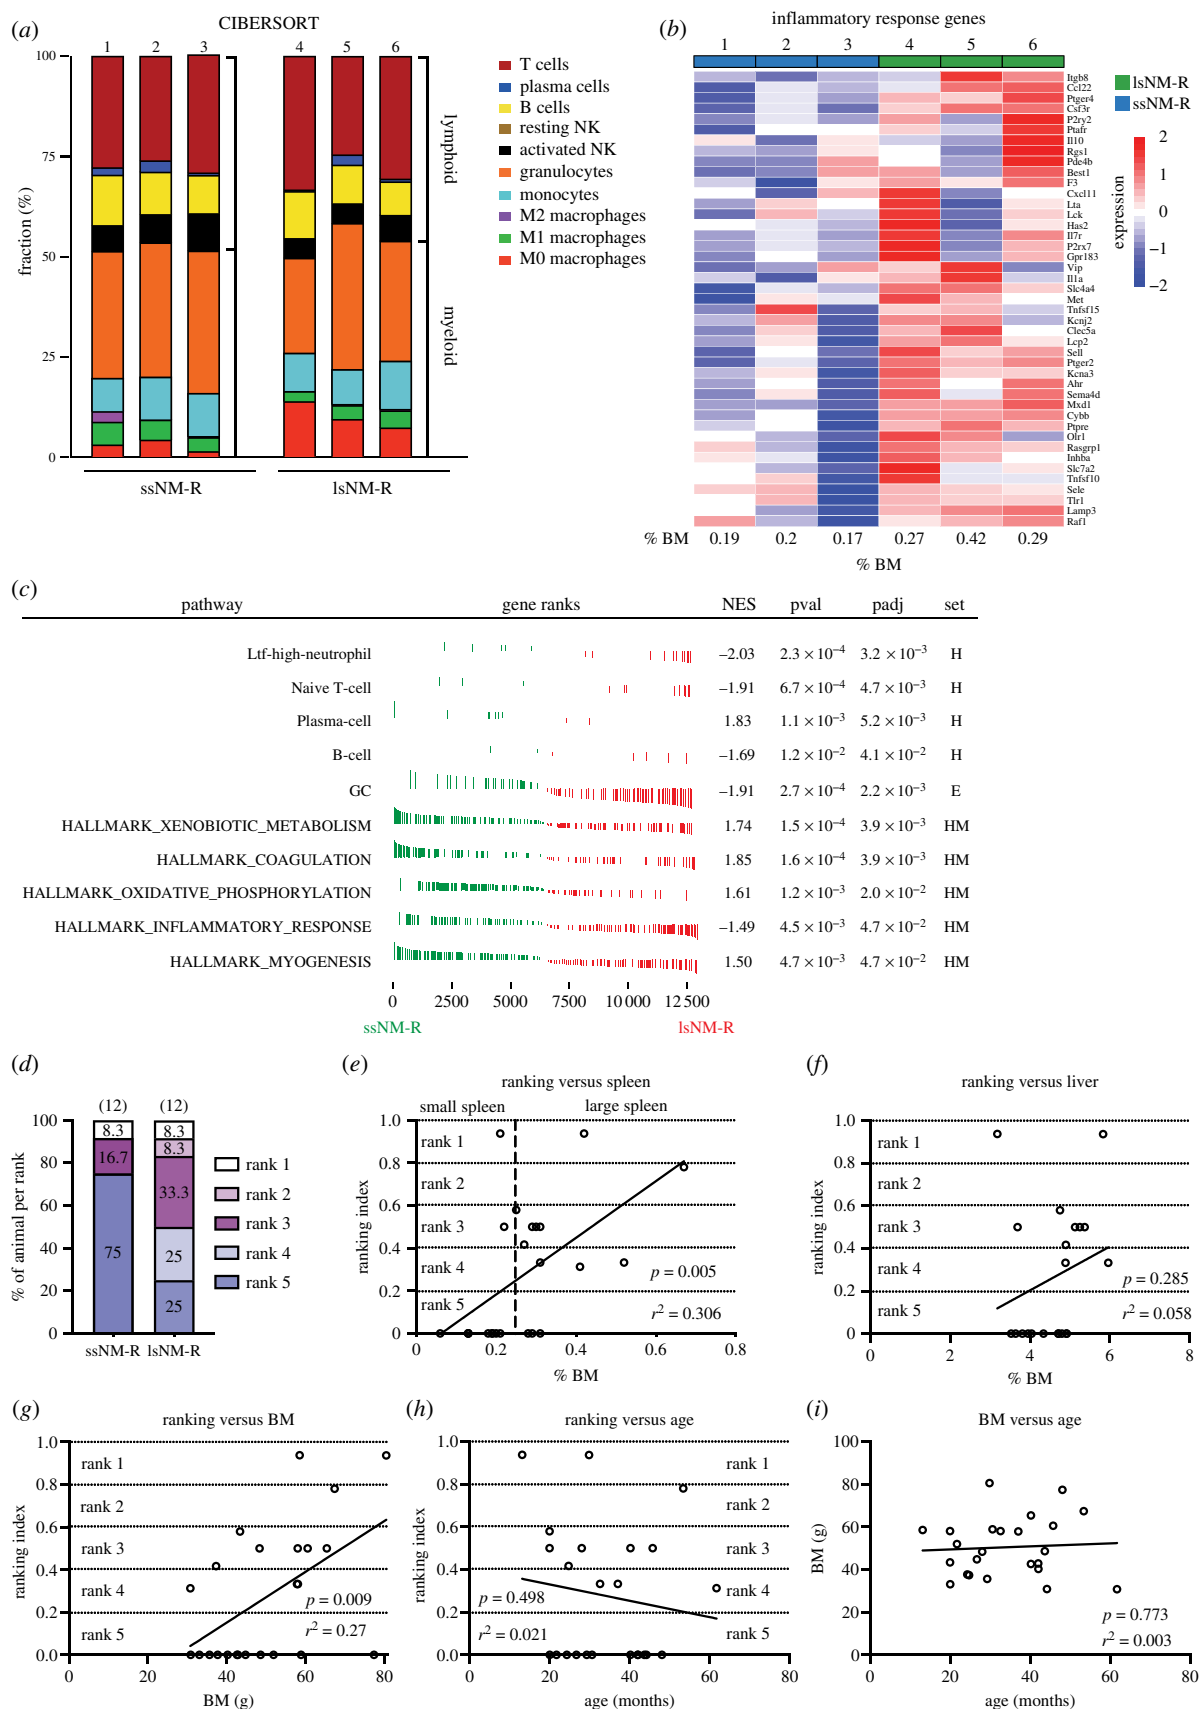 (a)
CIBERSORT
1 2 3 4 5 6
100
75
50
25
0
fraction (%)
lymphoid
myeloid
ssNM-R lsNM-R
T cells
plasma cells
B cells
resting NK
activated NK
granulocytes
monocytes
M2 macrophages
M1 macrophages
M0 macrophages
(b)
inflammatory response genes
1 2 3 4 5 6
Itgb8
Ccl22
Ptger4
Csf3r
P2ry2
Ptafr
Il10
Rgs1
Pde4b
Best1
F3
Cxcl11
Lta
Lck
Has2
Il7r
P2rx7
Gpr183
Vip
Il1a
Slc4a4
Met
Tnfsf15
Kcnj2
Clec5a
Lcp2
Sell
Ptger2
Kcna3
Ahr
Sema4d
Mxd1
Cybb
Ptpre
Olr1
Rasgrp1
Inhba
Slc7a2
Tnfsf10
Sele
Tlr1
Lamp3
Raf1
% BM 0.19 0.2 0.17 0.27 0.42 0.29
% BM
lsNM-R
ssNM-R
expression
2
1
0
−1
−2
(c)
pathway gene ranks NES pval padj set
Ltf-high-neutrophil −2.03 2.3 × 10−4 3.2 × 10−3 H
Naive T-cell −1.91 6.7 × 10−4 4.7 × 10−3 H
Plasma-cell 1.83 1.1 × 10−3 5.2 × 10−3 H
B-cell −1.69 1.2 × 10−2 4.1 × 10−2 H
GC −1.91 2.7 × 10−4 2.2 × 10−3 E
HALLMARK_XENOBIOTIC_METABOLISM 1.74 1.5 × 10−4 3.9 × 10−3 HM
HALLMARK_COAGULATION 1.85 1.6 × 10−4 3.9 × 10−3 HM
HALLMARK_OXIDATIVE_PHOSPHORYLATION 1.61 1.2 × 10−3 2.0 × 10−2 HM
HALLMARK_INFLAMMATORY_RESPONSE −1.49 4.5 × 10−3 4.7 × 10−2 HM
HALLMARK_MYOGENESIS 1.50 4.7 × 10−3 4.7 × 10−2 HM
0 2500 5000 7500 10 000 12 500
ssNM-R lsNM-R
(d)
(12) (12)
100
80
60
40
20
0
% of animal per rank
8.3
16.7
75
8.3
8.3
33.3
25
25
ssNM-R lsNM-R
rank 1
rank 2
rank 3
rank 4
rank 5
(e)
ranking versus spleen
small spleen large spleen
1.0
0.8
0.6
0.4
0.2
0
ranking index
rank 1
rank 2
rank 3
rank 4
rank 5
p = 0.005
r2 = 0.306
0 0.2 0.4 0.6 0.8
% BM
(f)
ranking versus liver
1.0
0.8
0.6
0.4
0.2
0
ranking index
rank 1
rank 2
rank 3
rank 4
rank 5
p = 0.285
r2 = 0.058
0 2 4 6 8
% BM
(g)
ranking versus BM
1.0
0.8
0.6
0.4
0.2
0.0
ranking index
rank 1
rank 2
rank 3
rank 4
rank 5
p = 0.009
r2 = 0.27
0 20 40 60 80
BM (g)
(h)
ranking versus age
1.0
0.8
0.6
0.4
0.2
0.0
ranking index
rank 1
rank 2
rank 3
rank 4
rank 5
p = 0.498
r2 = 0.021
0 20 40 60 80
age (months)
(i)
BM versus age
100
80
60
40
20
0
BM (g)
p = 0.773
r2 = 0.003
0 20 40 60 80
age (months)